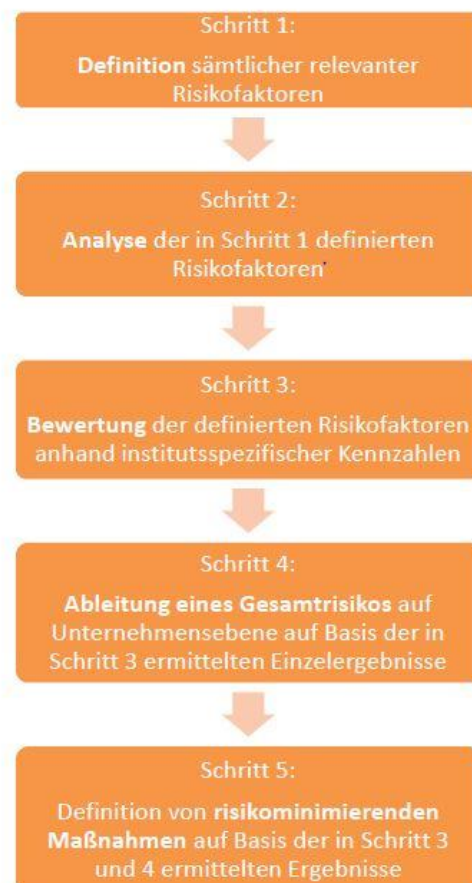 Schritt 1:
Definition sämtlicher relevanter
Risikofaktoren
Schritt 2:
Analyse der in Schritt 1 definierten
Risikofaktoren
Schritt 3:
Bewertung der definierten Risikofaktoren
anhand institutsspezifischer Kennzahlen
Schritt 4:
Ableitung eines Gesamtrisikos auf
Unternehmensebene auf Basis der in
Schritt 3 ermittelten Einzelergebnisse
Schritt 5:
Definition von risikominimierenden
Maßnahmen auf Basis der in Schritt 3
und 4 ermittelten Ergebnisse